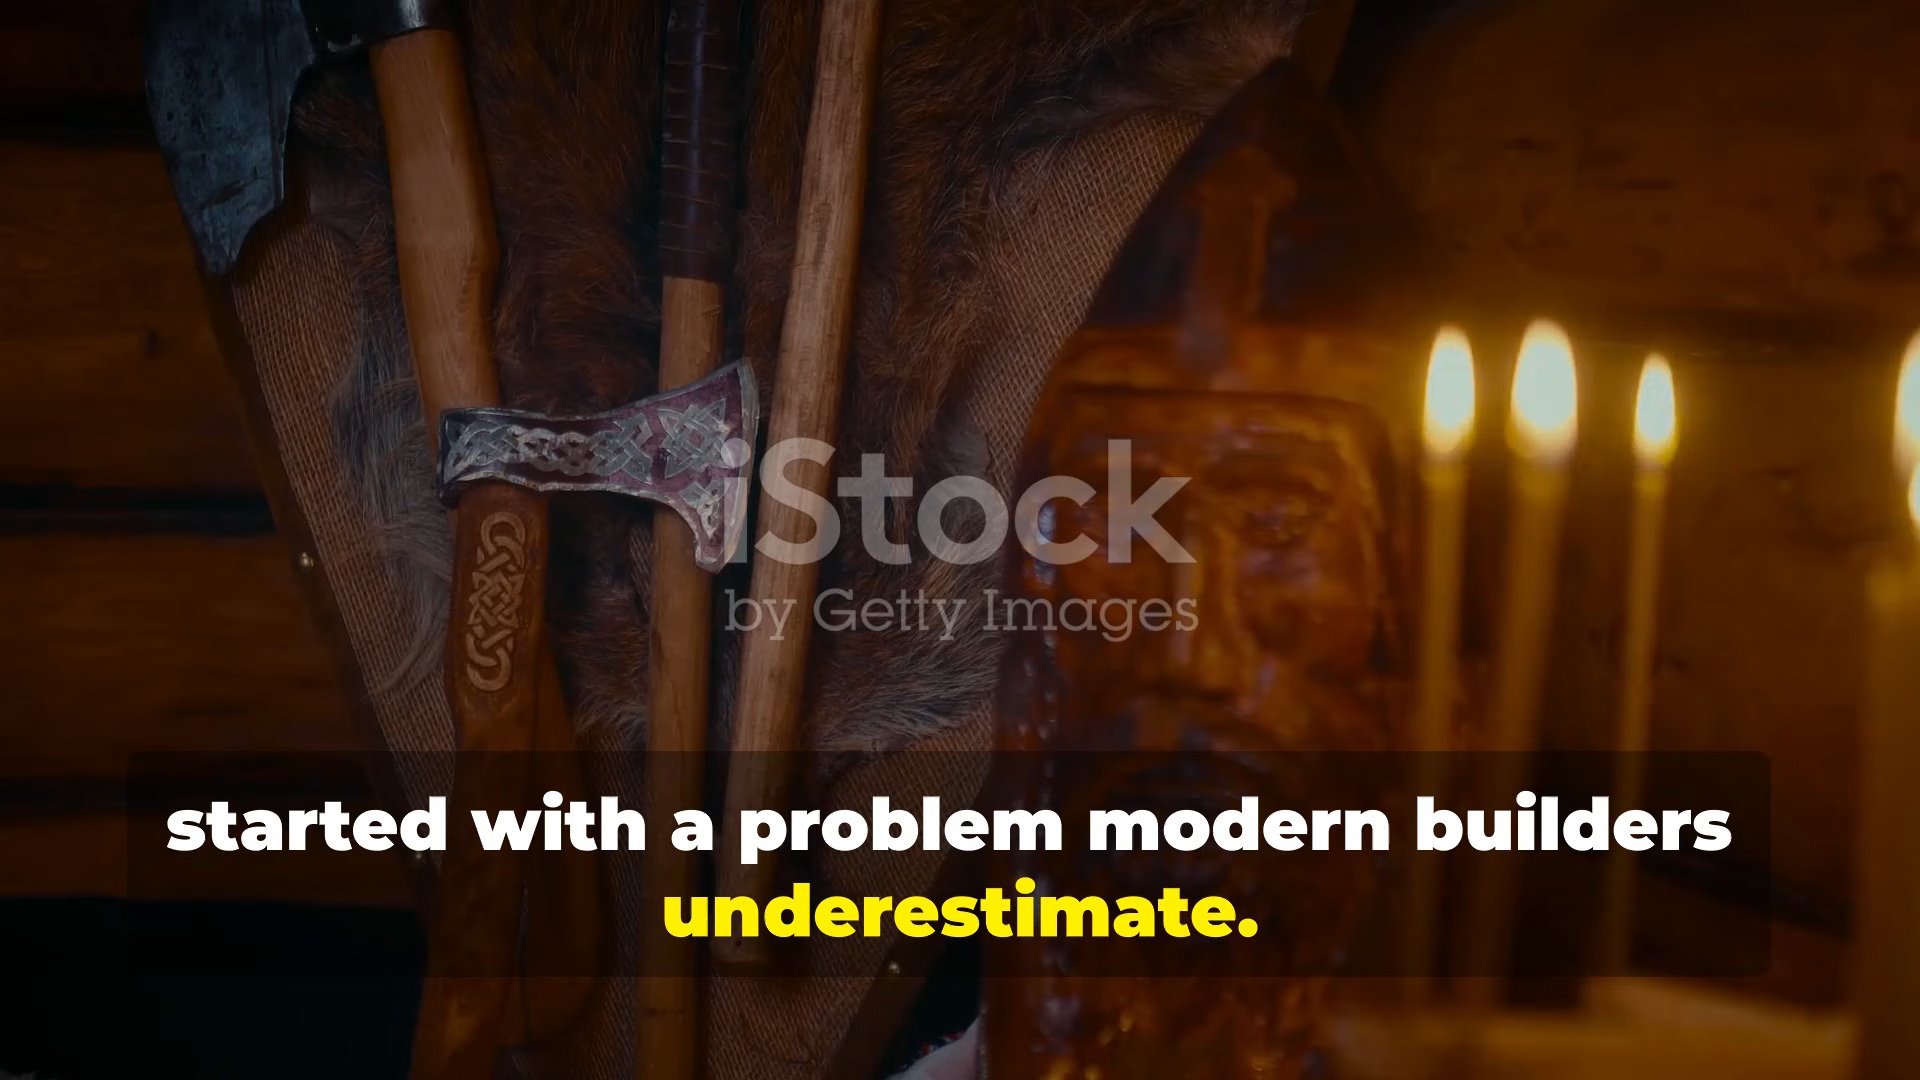 iStock
by Getty Images
started with a problem modern builders
underestimate.